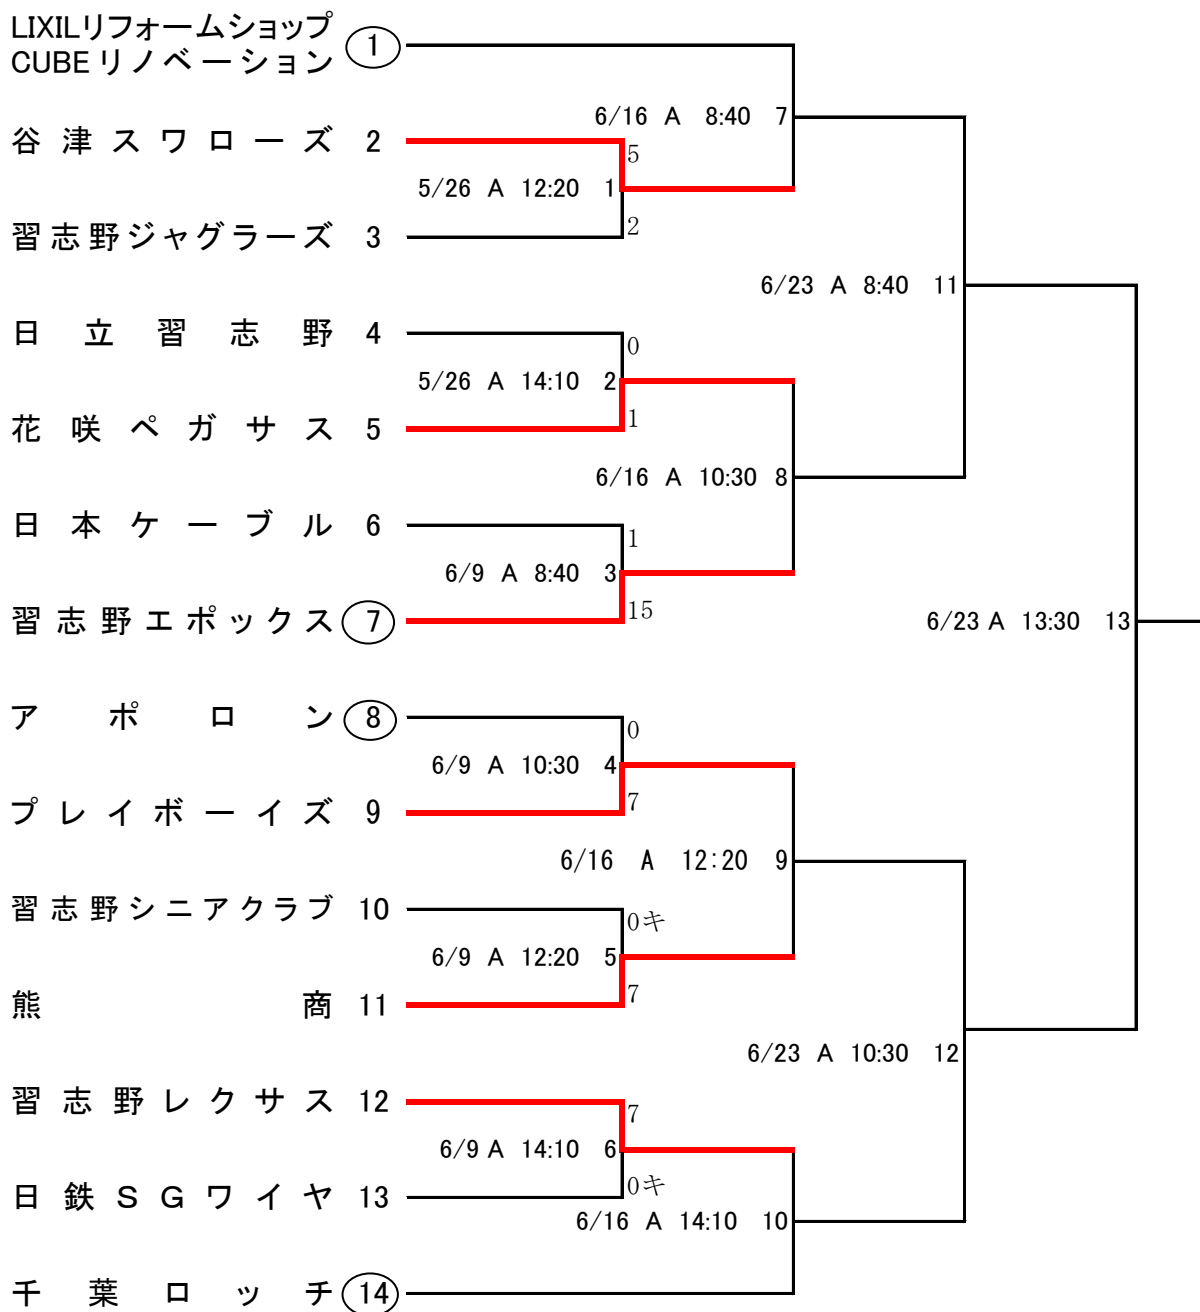 LIXILリフォームショップ
CUBEリノベーション 1
6/16 A 8:40 7
谷津スワローズ 2
5
5/26 A 12:20 1
2
習志野ジャグラーズ 3
6/23 A 8:40 11
日立習志野 4
0
5/26 A 14:10 2
1
花咲ペガサス 5
6/16 A 10:30 8
日本ケーブル 6
1
6/9 A 8:40 3
15
習志野エポックス 7
6/23 A 13:30 13
アポロン 8
0
6/9 A 10:30 4
7
プレイボーイズ 9
6/16 A 12:20 9
習志野シニアクラブ 10
0キ
6/9 A 12:20 5
7
熊商 11
6/23 A 10:30 12
習志野レクサス 12
7
6/9 A 14:10 6
0キ
日鉄SGワイヤ 13
6/16 A 14:10 10
千葉ロッテ 14